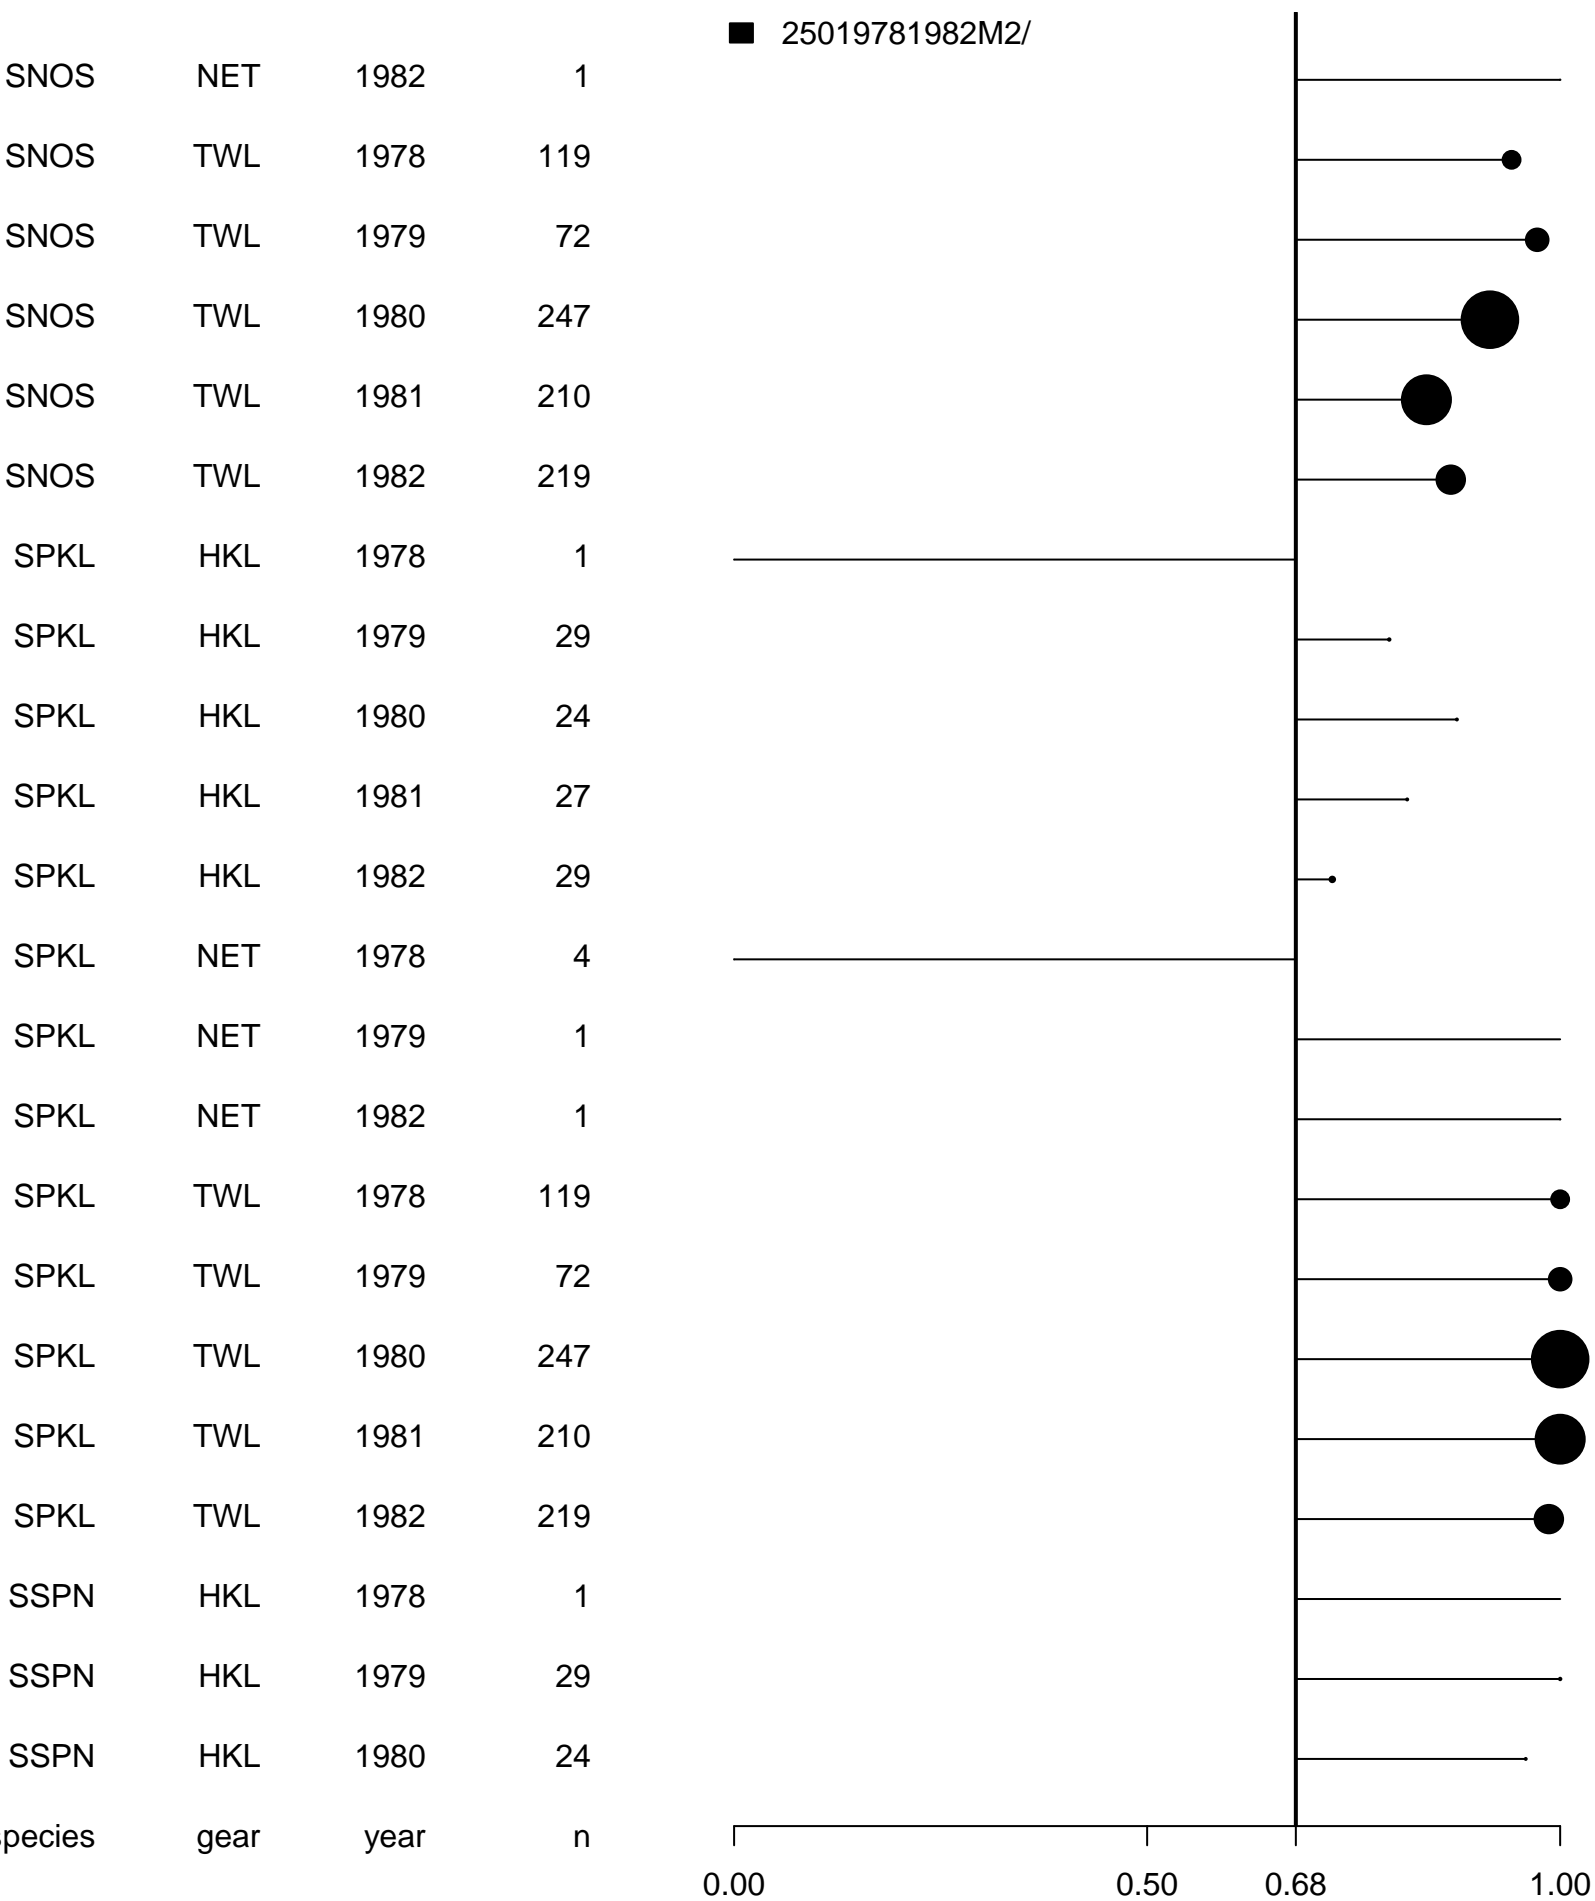 25019781982M2/
SNOS NET 1982 1
SNOS TWL 1978 119
SNOS TWL 1979 72
SNOS TWL 1980 247
SNOS TWL 1981 210
SNOS TWL 1982 219
SPKL HKL 1978 1
SPKL HKL 1979 29
SPKL HKL 1980 24
SPKL HKL 1981 27
SPKL HKL 1982 29
SPKL NET 1978 4
SPKL NET 1979 1
SPKL NET 1982 1
SPKL TWL 1978 119
SPKL TWL 1979 72
SPKL TWL 1980 247
SPKL TWL 1981 210
SPKL TWL 1982 219
SSPN HKL 1978 1
SSPN HKL 1979 29
SSPN HKL 1980 24
species gear year n
0.00 0.50 0.68 1.00